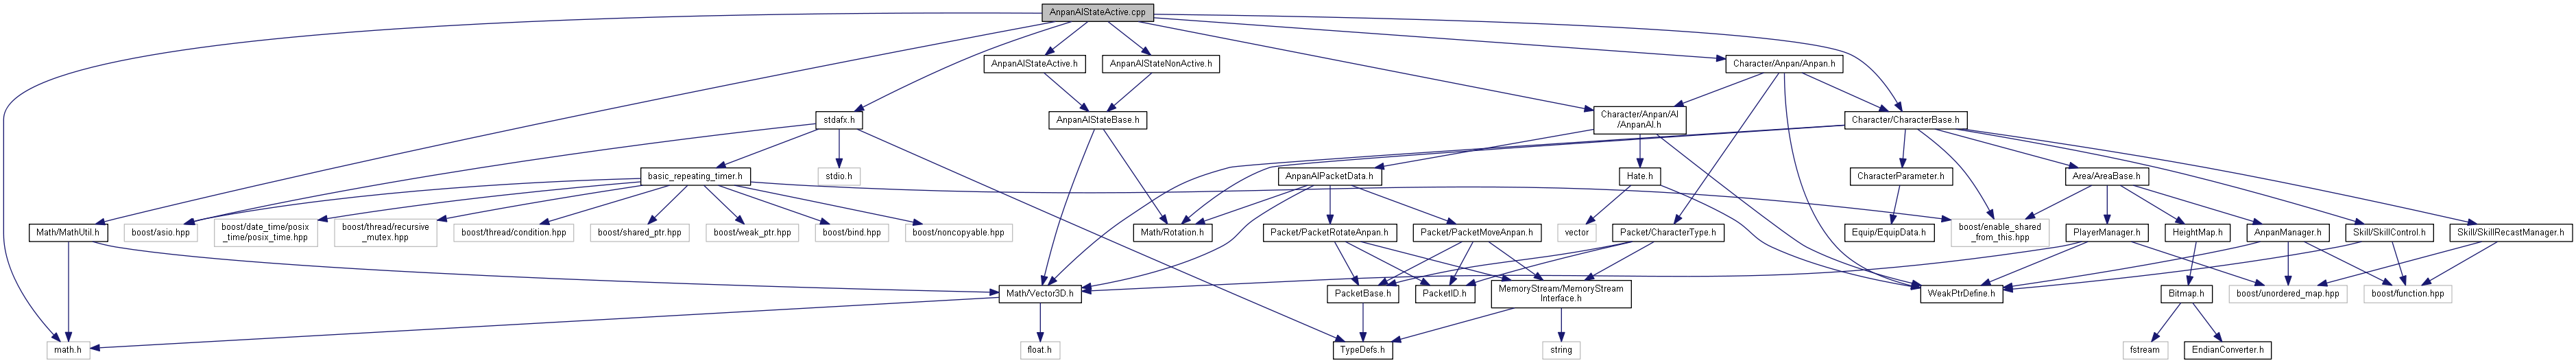 AnpanAIStateActive.cpp
AnpanAIStateActive.h
AnpanAIStateNonActive.h
Character/Anpan/Anpan.h
stdafx.h
AnpanAIStateBase.h
Character/Anpan/AI
/AnpanAI.h
Character/CharacterBase.h
basic_repeating_timer.h
stdio.h
AnpanAIPacketData.h
Hate.h
CharacterParameter.h
Area/AreaBase.h
Math/MathUtil.h
boost/asio.hpp
boost/date_time/posix
_time/posix_time.hpp
boost/thread/recursive
_mutex.hpp
boost/thread/condition.hpp
boost/shared_ptr.hpp
boost/weak_ptr.hpp
boost/bind.hpp
boost/noncopyable.hpp
Math/Rotation.h
Packet/PacketRotateAnpan.h
Packet/PacketMoveAnpan.h
vector
Packet/CharacterType.h
Equip/EquipData.h
boost/enable_shared
_from_this.hpp
PlayerManager.h
HeightMap.h
AnpanManager.h
Skill/SkillControl.h
Skill/SkillRecastManager.h
Math/Vector3D.h
PacketBase.h
PacketID.h
MemoryStream/MemoryStream
Interface.h
WeakPtrDefine.h
Bitmap.h
boost/unordered_map.hpp
boost/function.hpp
math.h
float.h
TypeDefs.h
string
fstream
EndianConverter.h